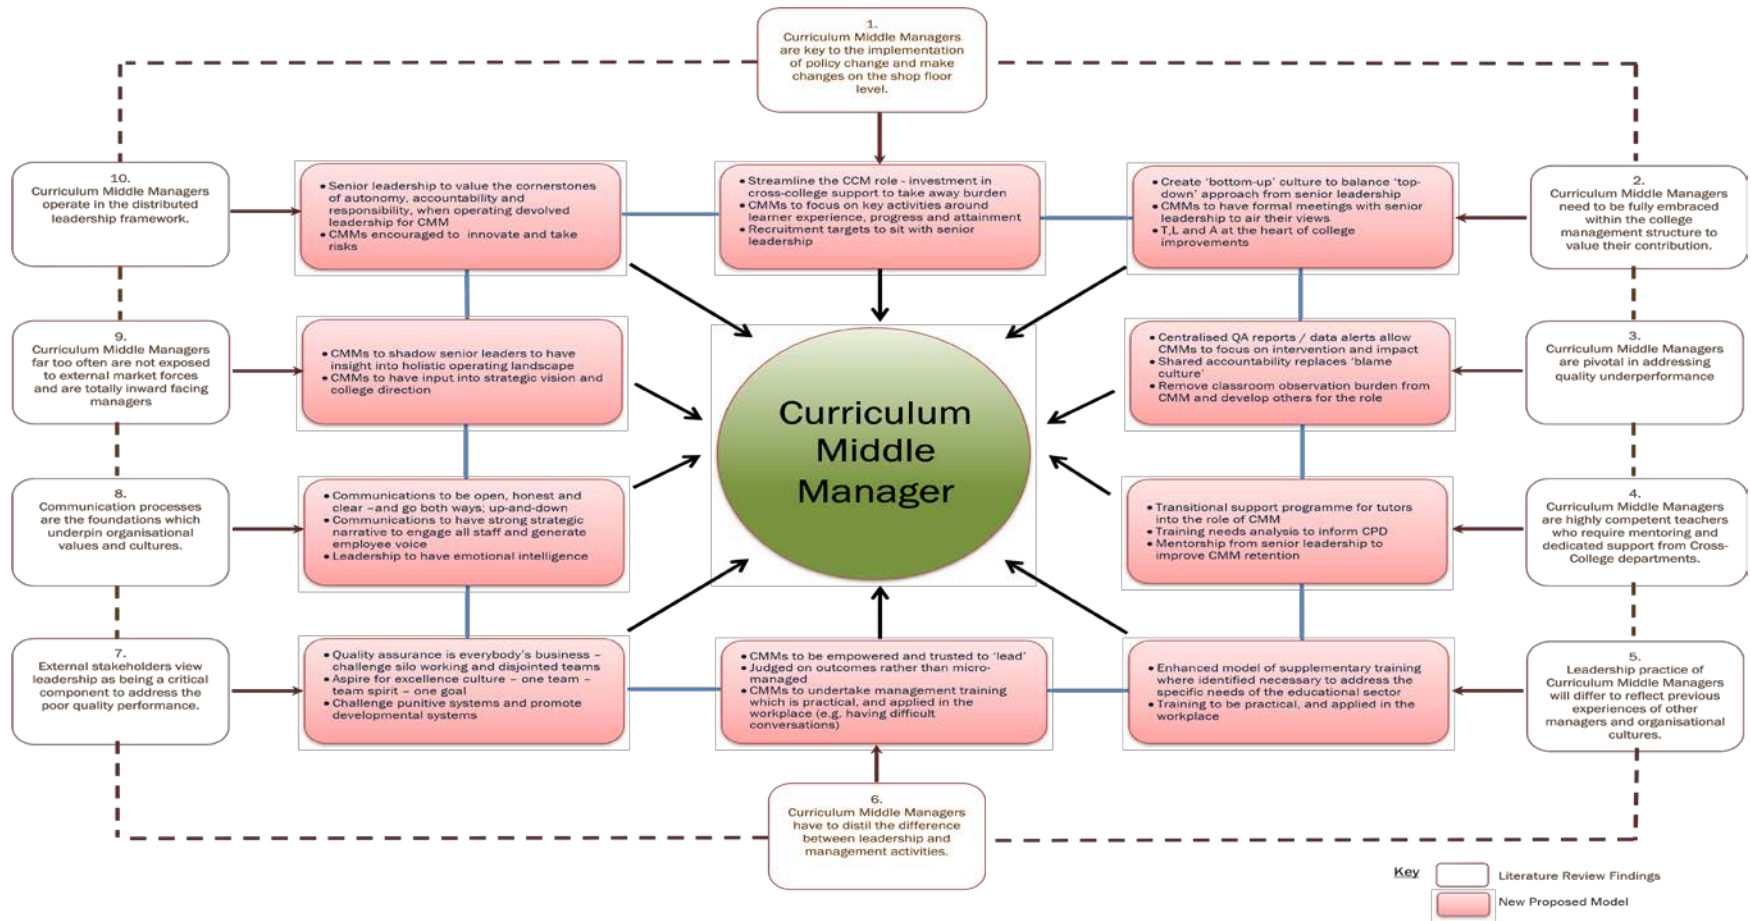 1.
Curriculum Middle Managers
are key to the implementation
of policy change and make
changes on the shop floor
level.
10.
Curriculum Middle Managers
operate in the distributed
leadership framework.
• Senior leadership to value the cornerstones
of autonomy, accountability and
responsibility, when operating devolved
leadership for CMM
• CMMs encouraged to innovate and take
risks
• Streamline the CCM role - investment in
cross-college support to take away burden
• CMMs to focus on key activities around
learner experience, progress and attainment
• Recruitment targets to sit with senior
leadership
• Create ‘bottom-up’ culture to balance ‘top-
down’ approach from senior leadership
• CMMs to have formal meetings with senior
leadership to air their views
• T,L and A at the heart of college
improvements
2.
Curriculum Middle Managers
need to be fully embraced
within the college
management structure to
value their contribution.
9.
Curriculum Middle Managers
far too often are not exposed
to external market forces
and are totally inward facing
managers
• CMMs to shadow senior leaders to have
insight into holistic operating landscape
• CMMs to have input into strategic vision and
college direction
Curriculum
Middle
Manager
• Centralised QA reports / data alerts allow
CMMs to focus on intervention and impact
• Shared accountability replaces ‘blame
culture’
• Remove classroom observation burden from
CMM and develop others for the role
3.
Curriculum Middle Managers
are pivotal in addressing
quality underperformance
8.
Communication processes
are the foundations which
underpin organisational
values and cultures.
• Communications to be open, honest and
clear –and go both ways; up-and-down
• Communications to have strong strategic
narrative to engage all staff and generate
employee voice
• Leadership to have emotional intelligence
• Transitional support programme for tutors
into the role of CMM
• Training needs analysis to inform CPD
• Mentorship from senior leadership to
improve CMM retention
4.
Curriculum Middle Managers
are highly competent teachers
who require mentoring and
dedicated support from Cross-
College departments.
7.
External stakeholders view
leadership as being a critical
component to address the
poor quality performance.
• Quality assurance is everybody’s business –
challenge silo working and disjointed teams
• Aspire for excellence culture – one team –
team spirit – one goal
• Challenge punitive systems and promote
developmental systems
• CMMs to be empowered and trusted to ‘lead’
• Judged on outcomes rather than micro-
managed
• CMMs to undertake management training
which is practical, and applied in the
workplace (e.g. having difficult
conversations)
• Enhanced model of supplementary training
where identified necessary to address the
specific needs of the educational sector
• Training to be practical, and applied in the
workplace
5.
Leadership practice of
Curriculum Middle Managers
will differ to reflect previous
experiences of other
managers and organisational
cultures.
6.
Curriculum Middle Managers
have to distil the difference
between leadership and
management activities.
Key
Literature Review Findings
New Proposed Model